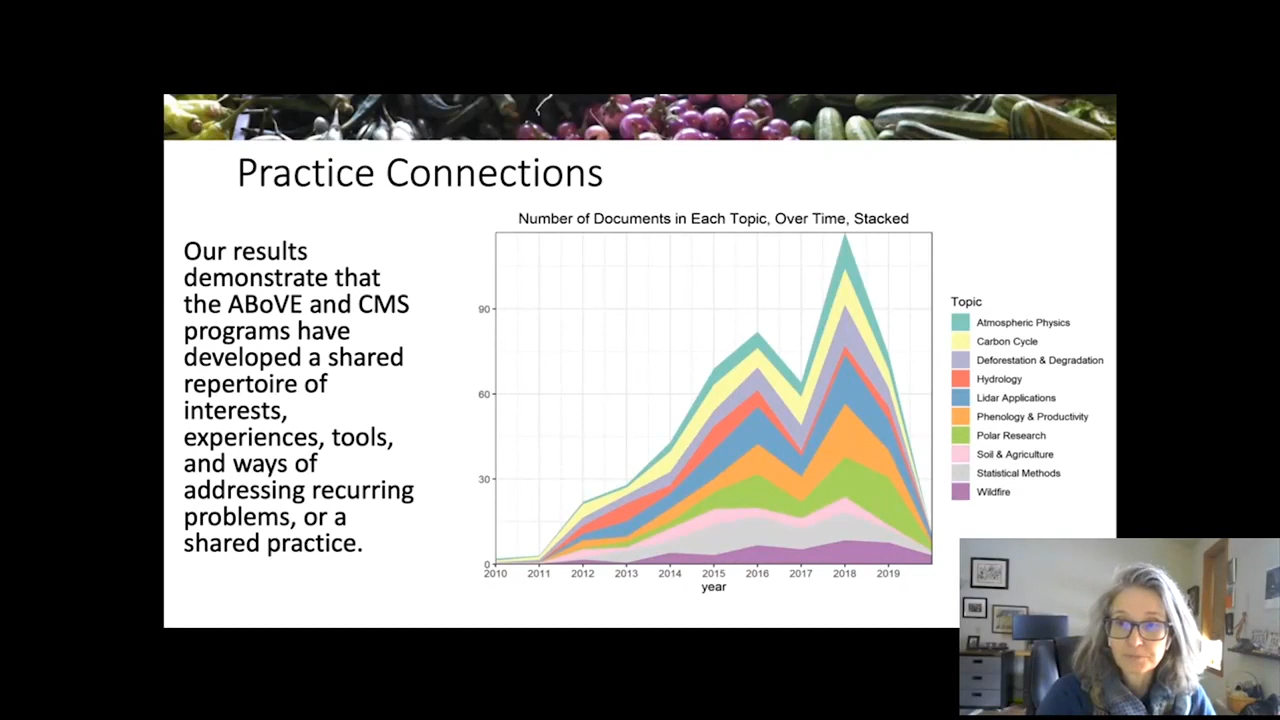 Practice Connections
Our results
demonstrate that
the ABoVE and CMS
programs have
developed a shared
repertoire of
interests,
experiences, tools,
and ways of
addressing recurring
problems, or a
shared practice.
Number of Documents in Each Topic, Over Time, Stacked
90
60
30
0
2010 2011 2012 2013 2014 2015 2016 2017 2018 2019
year
Topic
Atmospheric Physics
Carbon Cycle
Deforestation & Degradation
Hydrology
Lidar Applications
Phenology & Productivity
Polar Research
Soil & Agriculture
Statistical Methods
Wildfire